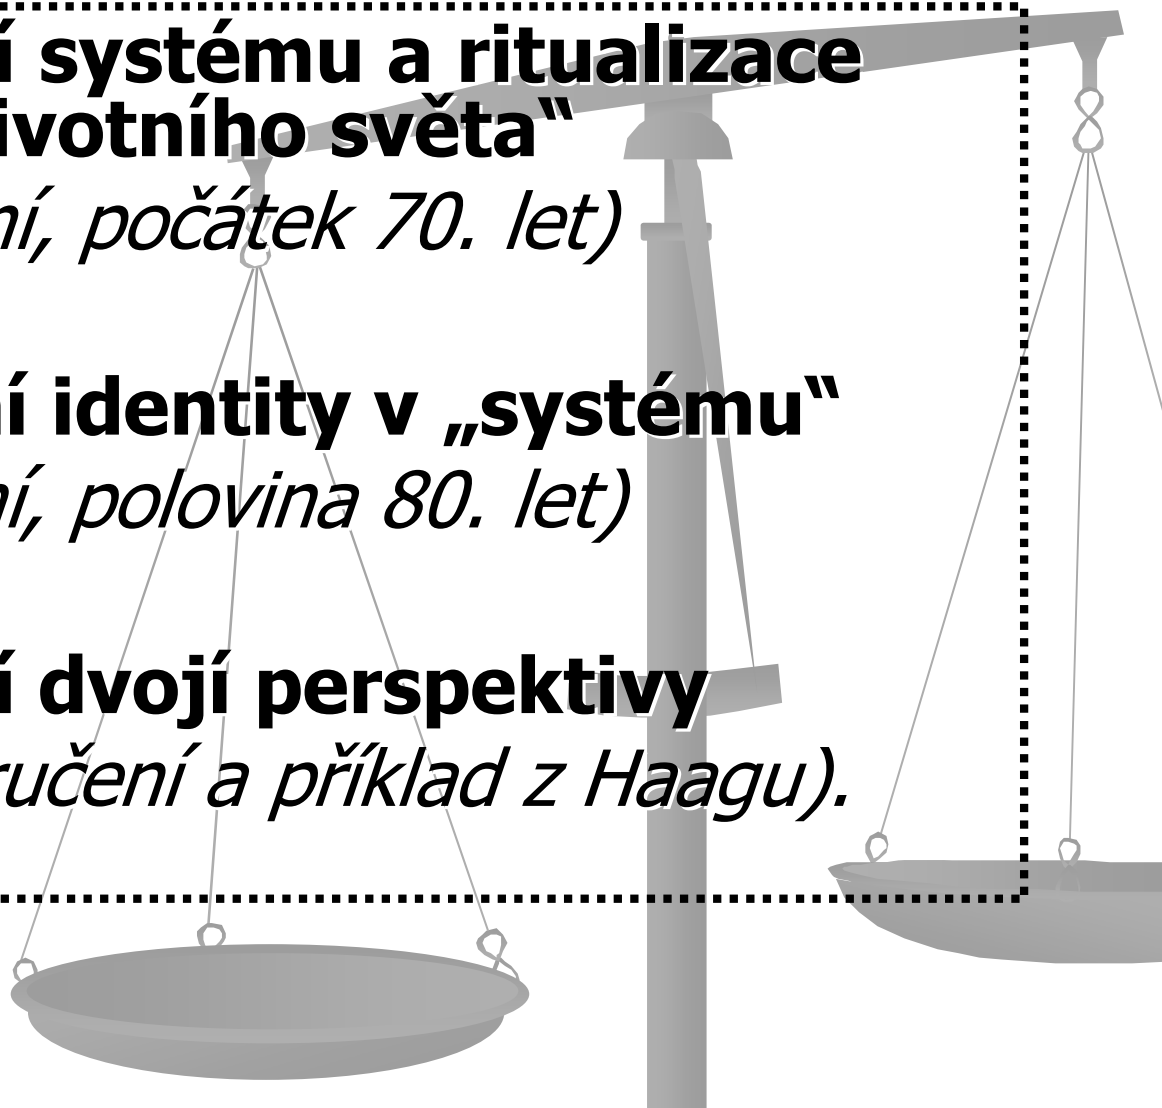 í systému a ritualizace
ivotního světa“
ní, počátek 70. let)
ní identity v „systému“
ní, polovina 80. let)
í dvojí perspektivy
ručení a příklad z Haagu).